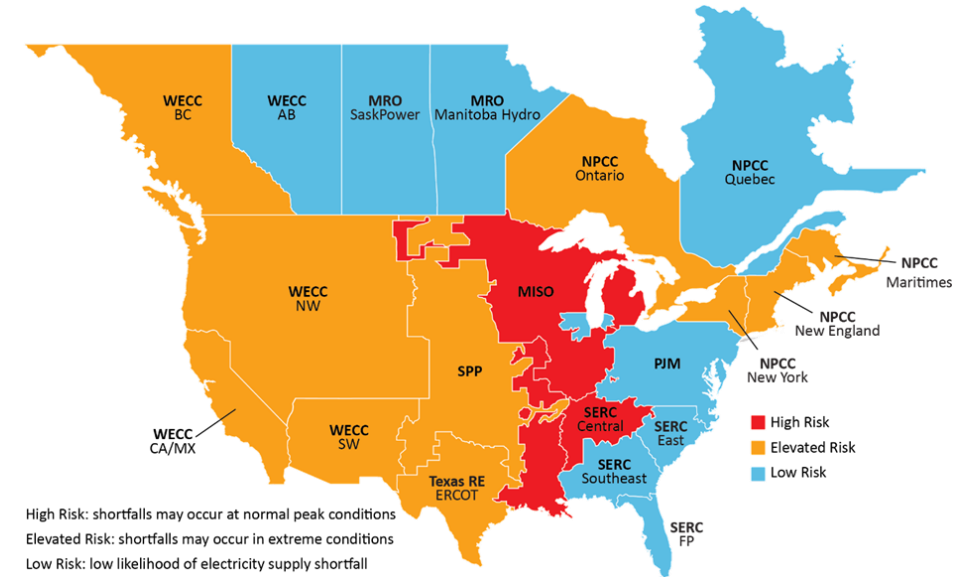 WECC
BC
WECC
AB
MRO
SaskPower
MRO
Manitoba Hydro
NPCC
Ontario
NPCC
Quebec
NPCC
Maritimes
NPCC
New England
NPCC
New York
WECC
NW
MISO
SPP
PJM
WECC
CA/MX
WECC
SW
SERC
Central
SERC
East
SERC
Southeast
Texas RE
ERCOT
SERC
FP
High Risk
Elevated Risk
Low Risk
High Risk: shortfalls may occur at normal peak conditions
Elevated Risk: shortfalls may occur in extreme conditions
Low Risk: low likelihood of electricity supply shortfall